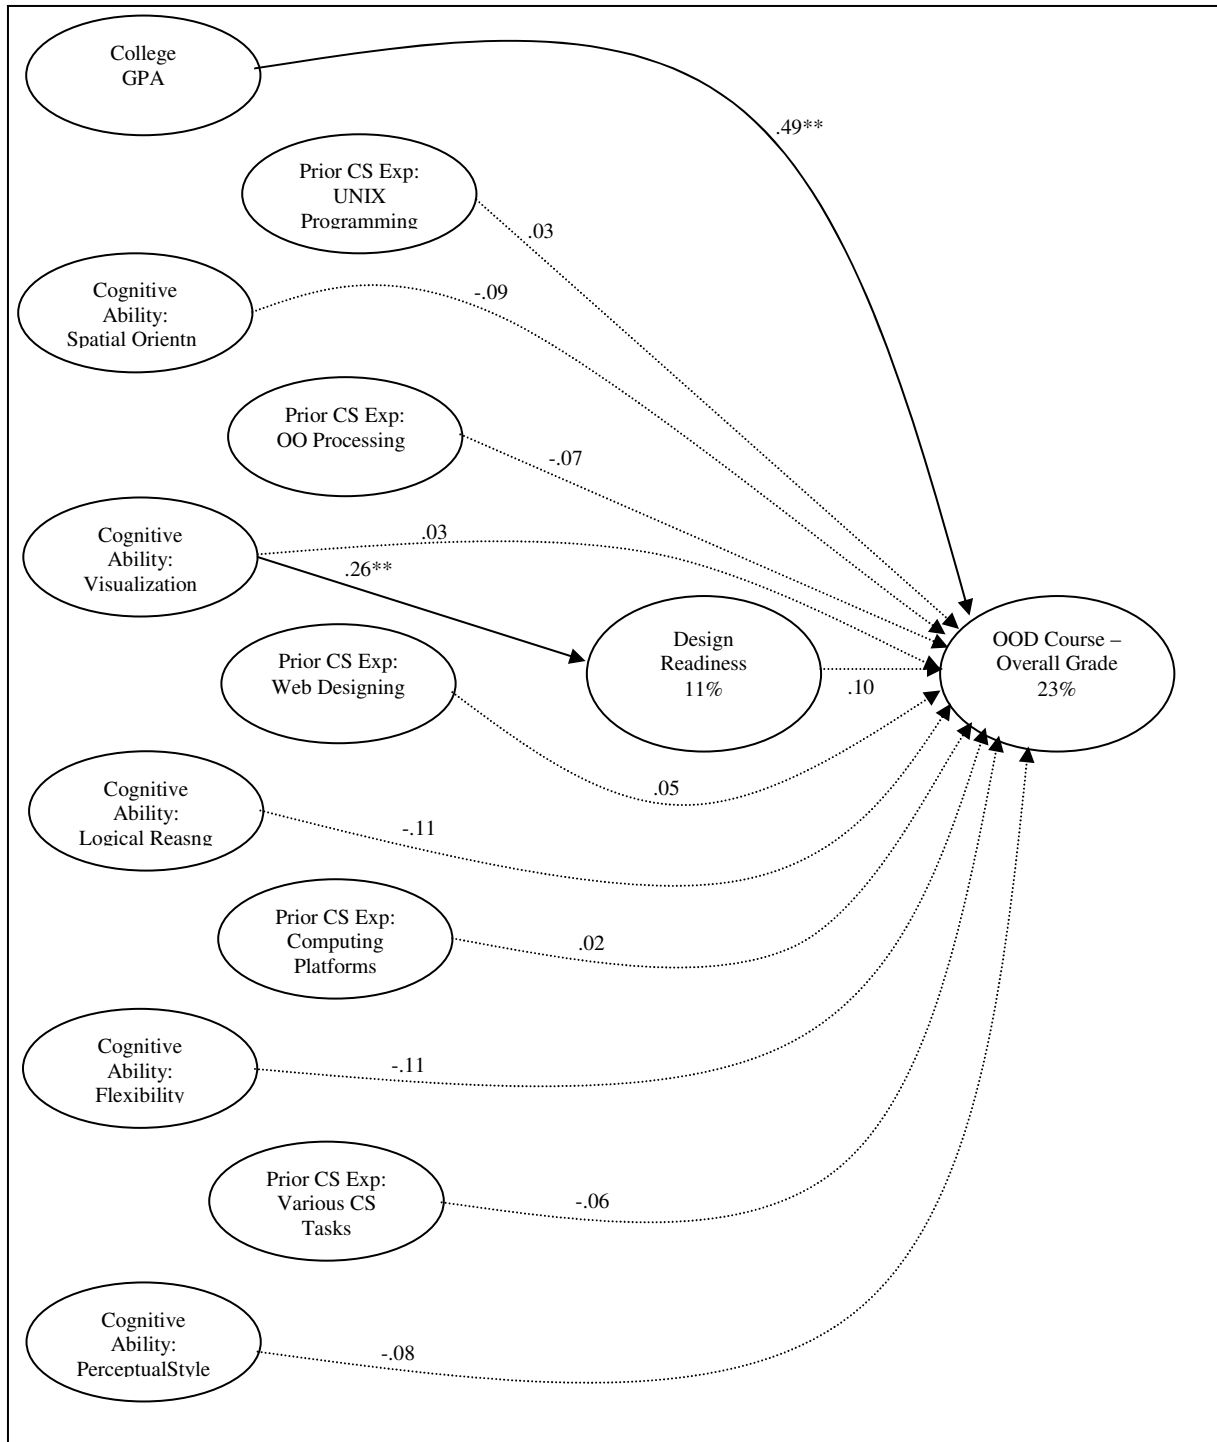 College
GPA
.49**
Prior CS Exp:
UNIX
Programming
.03
Cognitive
Ability:
Spatial Orientn
-.09
Prior CS Exp:
OO Processing
-.07
Cognitive
Ability:
Visualization
.03
.26**
Design
Readiness
11%
.10
OOD Course –
Overall Grade
23%
Prior CS Exp:
Web Designing
.05
Cognitive
Ability:
Logical Reasng
-.11
Prior CS Exp:
Computing
Platforms
.02
Cognitive
Ability:
Flexibility
-.11
Prior CS Exp:
Various CS
Tasks
-.06
Cognitive
Ability:
PerceptualStyle
-.08